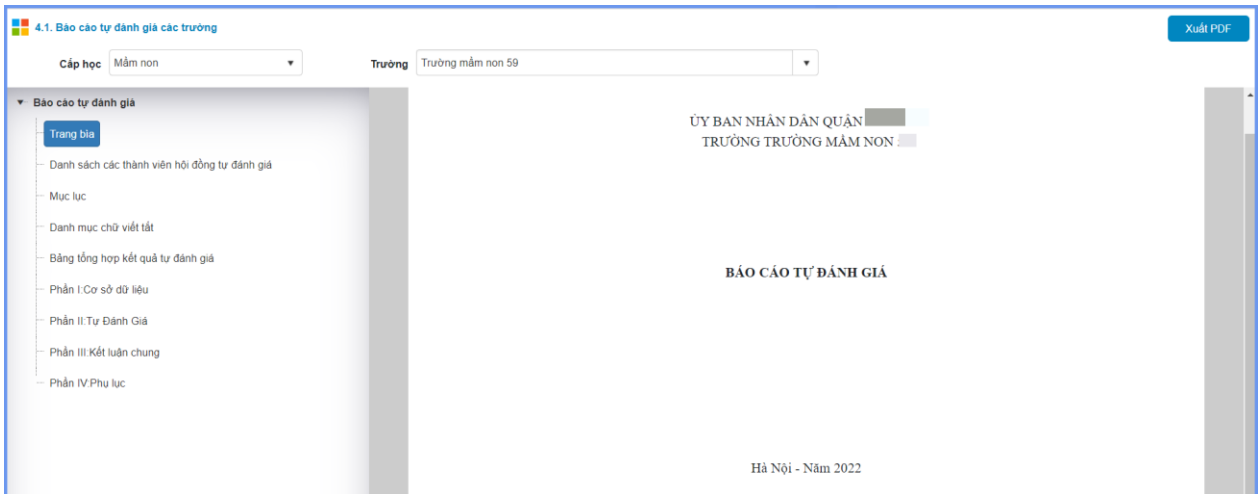 4.1. Báo cáo tự đánh giá các trường
Xuất PDF
Cấp học Mầm non
Trường Trường mầm non 59
Báo cáo tự đánh giá
Trang bìa
Danh sách các thành viên hội đồng tự đánh giá
Mục lục
Danh mục chữ viết tắt
Bảng tổng hợp kết quả tự đánh giá
Phần I:Cơ sở dữ liệu
Phần II:Tự Đánh Giá
Phần III:Kết luận chung
Phần IV:Phụ lục
ỦY BAN NHÂN DÂN QUẬN
TRƯỜNG TRƯỜNG MẦM NON
BÁO CÁO TỰ ĐÁNH GIÁ
Hà Nội - Năm 2022